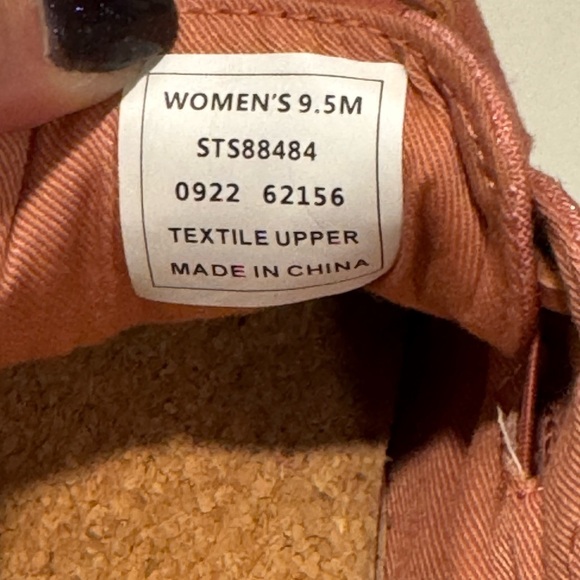 WOMEN'S 9.5M
STS88484
0922 62156
TEXTILE UPPER
MADE IN CHINA